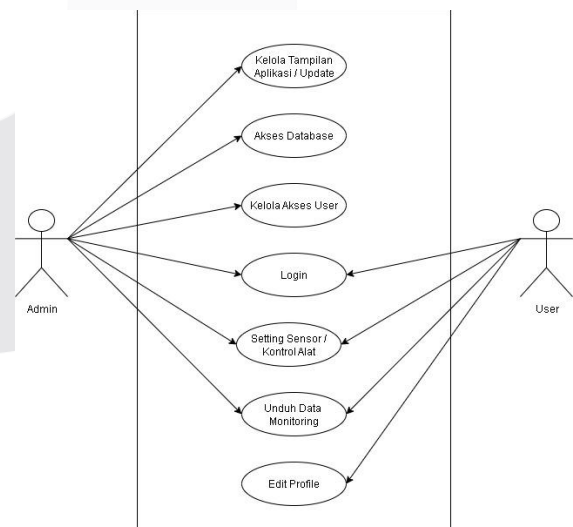 Kelola Tampilan
Aplikasi / Update
Akses Database
Kelola Akses User
Login
Admin
User
Setting Sensor /
Kontrol Alat
Unduh Data
Monitoring
Edit Profile